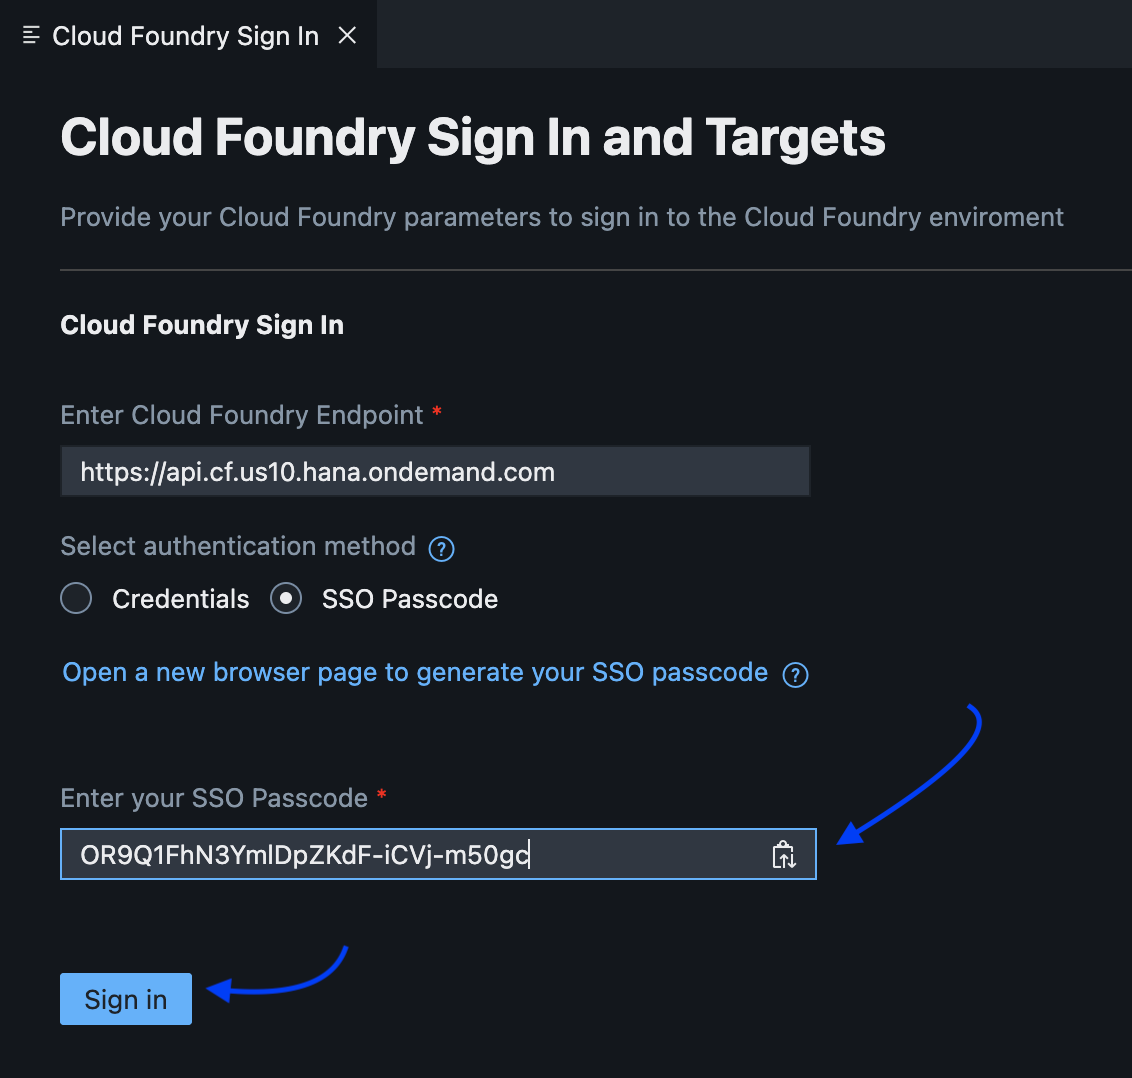 Cloud Foundry Sign In
Cloud Foundry Sign In and Targets
Provide your Cloud Foundry parameters to sign in to the Cloud Foundry enviroment
Cloud Foundry Sign In
Enter Cloud Foundry Endpoint *
https://api.cf.us10.hana.ondemand.com
Select authentication method ?
Credentials SSO Passcode
Open a new browser page to generate your SSO passcode ?
Enter your SSO Passcode *
OR9Q1FhN3YmlDpZKdF-iCVj-m50gc
Sign in